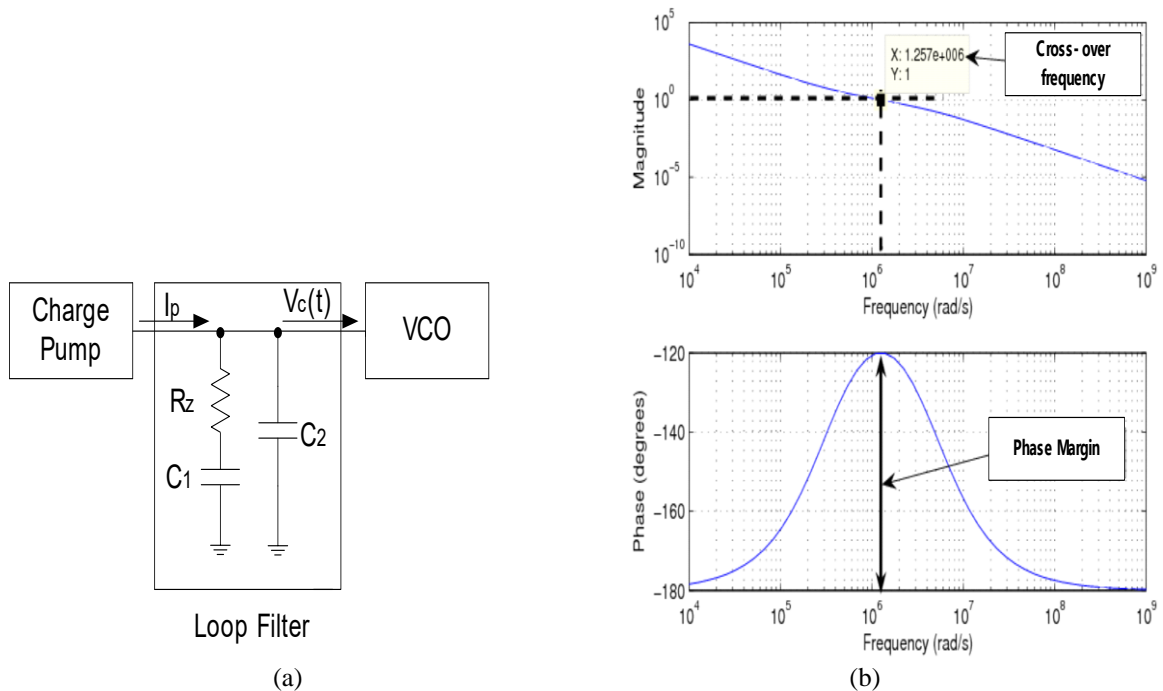 Charge
Pump
Ip
Vc(t)
VCO
Rz
C1
C2
Loop Filter
(a)
10^5
10^0
10^-5
10^-10
Magnitude
X: 1.257e+006
Y: 1
Cross- over
frequency
10^4 10^5 10^6 10^7 10^8 10^9
Frequency (rad/s)
-120
-140
-160
-180
Phase (degrees)
Phase Margin
10^4 10^5 10^6 10^7 10^8 10^9
Frequency (rad/s)
(b)